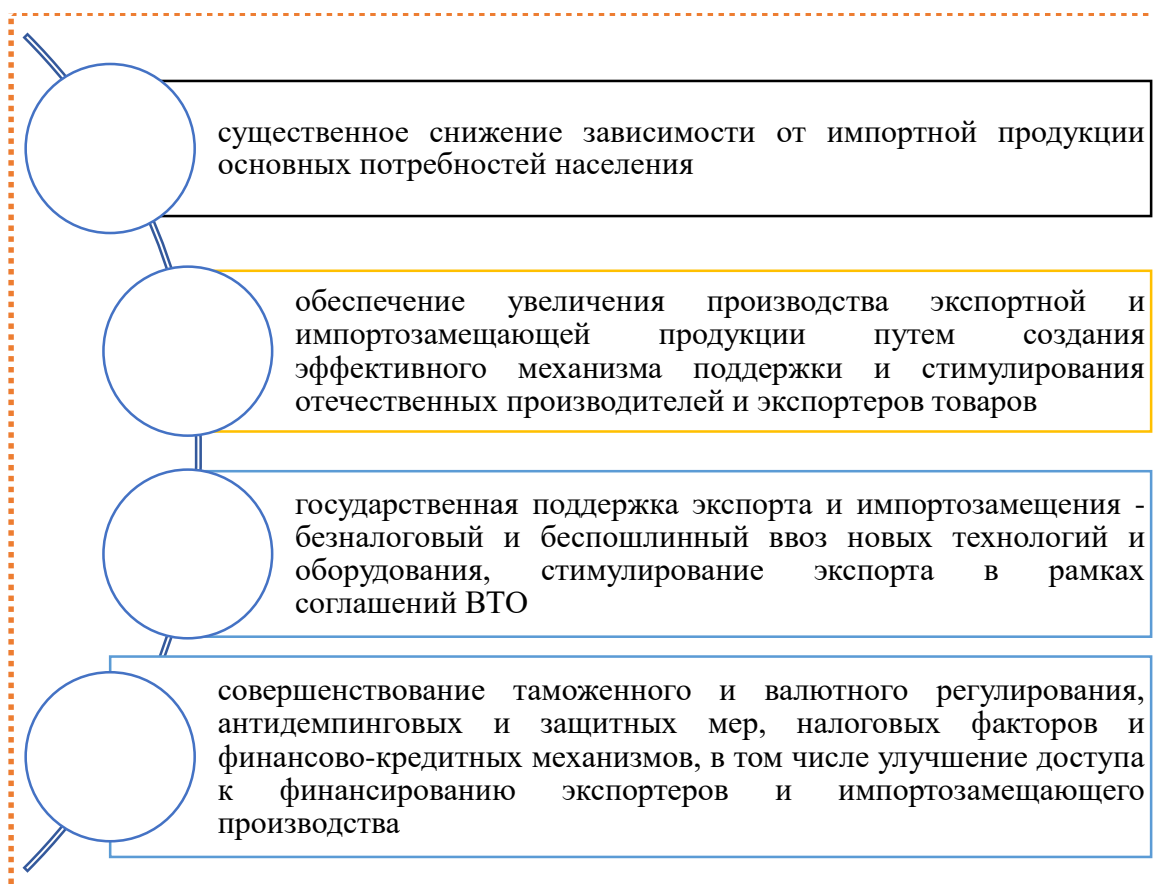 существенное снижение зависимости от импортной продукции
основных потребностей населения
обеспечение увеличения производства экспортной и
импортозамещающей продукции путем создания
эффективного механизма поддержки и стимулирования
отечественных производителей и экспортеров товаров
государственная поддержка экспорта и импортозамещения -
безналоговый и беспошлинный ввоз новых технологий и
оборудования, стимулирование экспорта в рамках
соглашений ВТО
совершенствование таможенного и валютного регулирования,
антидемпинговых и защитных мер, налоговых факторов и
финансово-кредитных механизмов, в том числе улучшение доступа
к финансированию экспортеров и импортозамещающего
производства